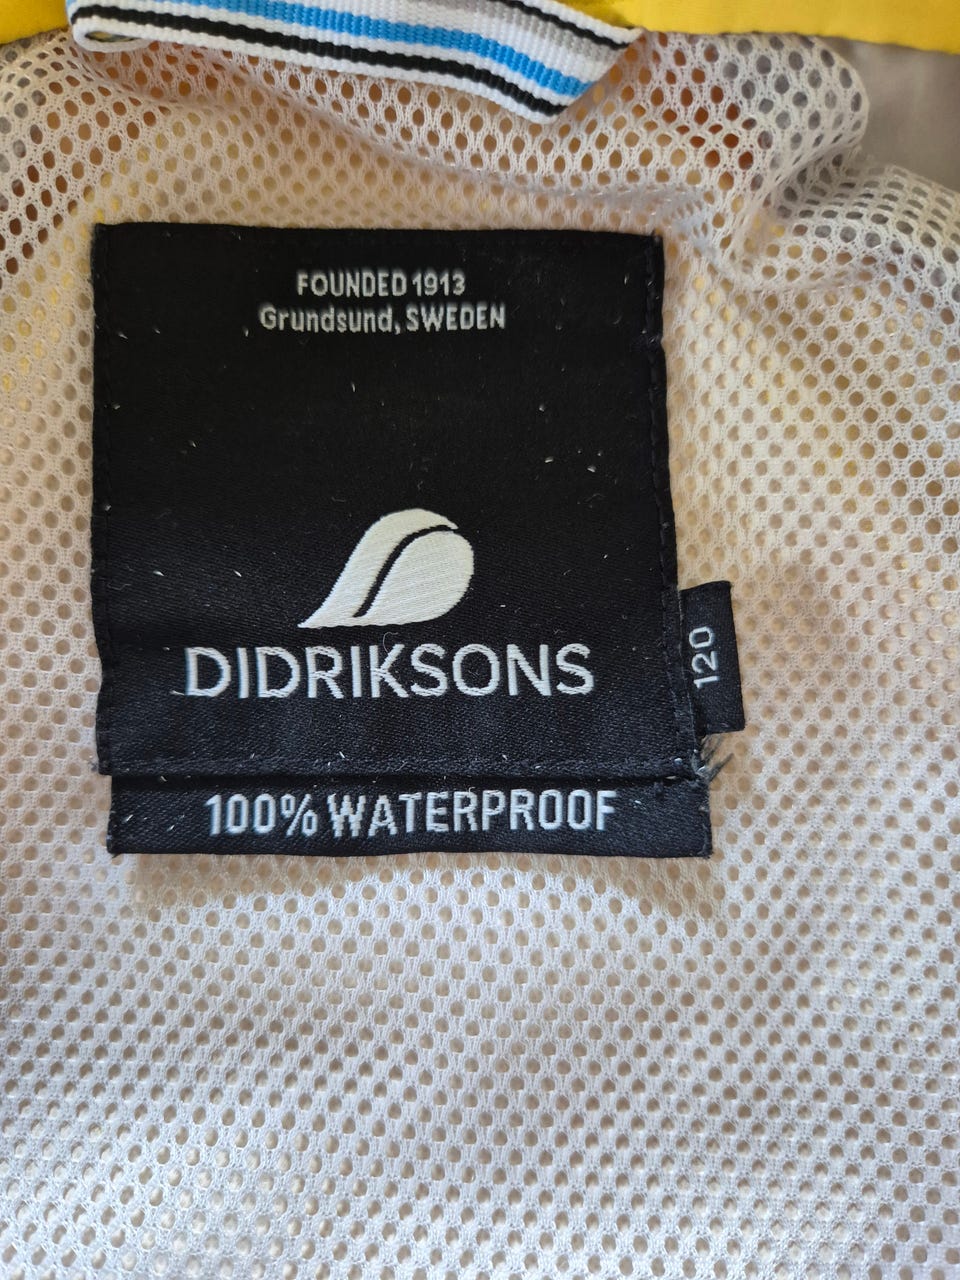 FOUNDED 1913
Grundsund, SWEDEN
DIDRIKSONS
120
100% WATERPROOF